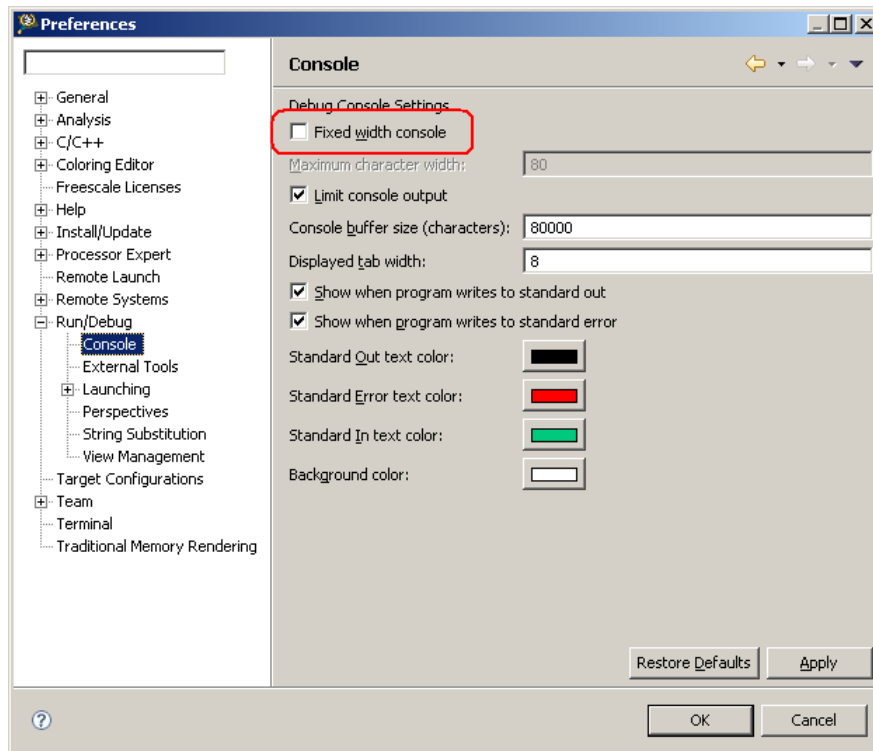 Preferences
Console
General
Analysis
C/C++
Coloring Editor
Freescale Licenses
Help
Install/Update
Processor Expert
Remote Launch
Remote Systems
Run/Debug
Console
External Tools
Launching
Perspectives
String Substitution
View Management
Target Configurations
Team
Terminal
Traditional Memory Rendering
Debug Console Settings
Fixed width console
Maximum character width: 80
Limit console output
Console buffer size (characters): 80000
Displayed tab width: 8
Show when program writes to standard out
Show when program writes to standard error
Standard Out text color:
Standard Error text color:
Standard In text color:
Background color:
Restore Defaults Apply
? OK Cancel